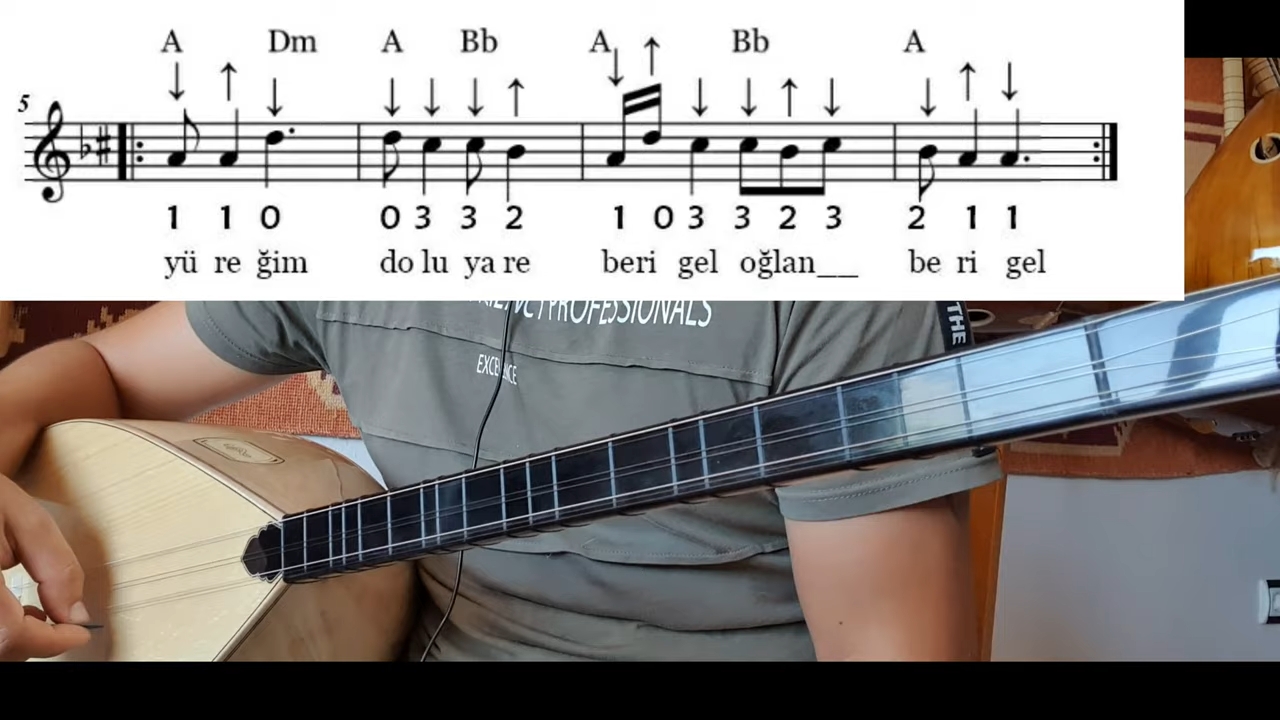 A Dm A Bb A Bb A
5
1 1 0 0 3 3 2 1 0 3 3 2 3 2 1 1
yü re ğim do lu ya re beri gel oğlan__ be ri gel
PROFESSIONALS
THE